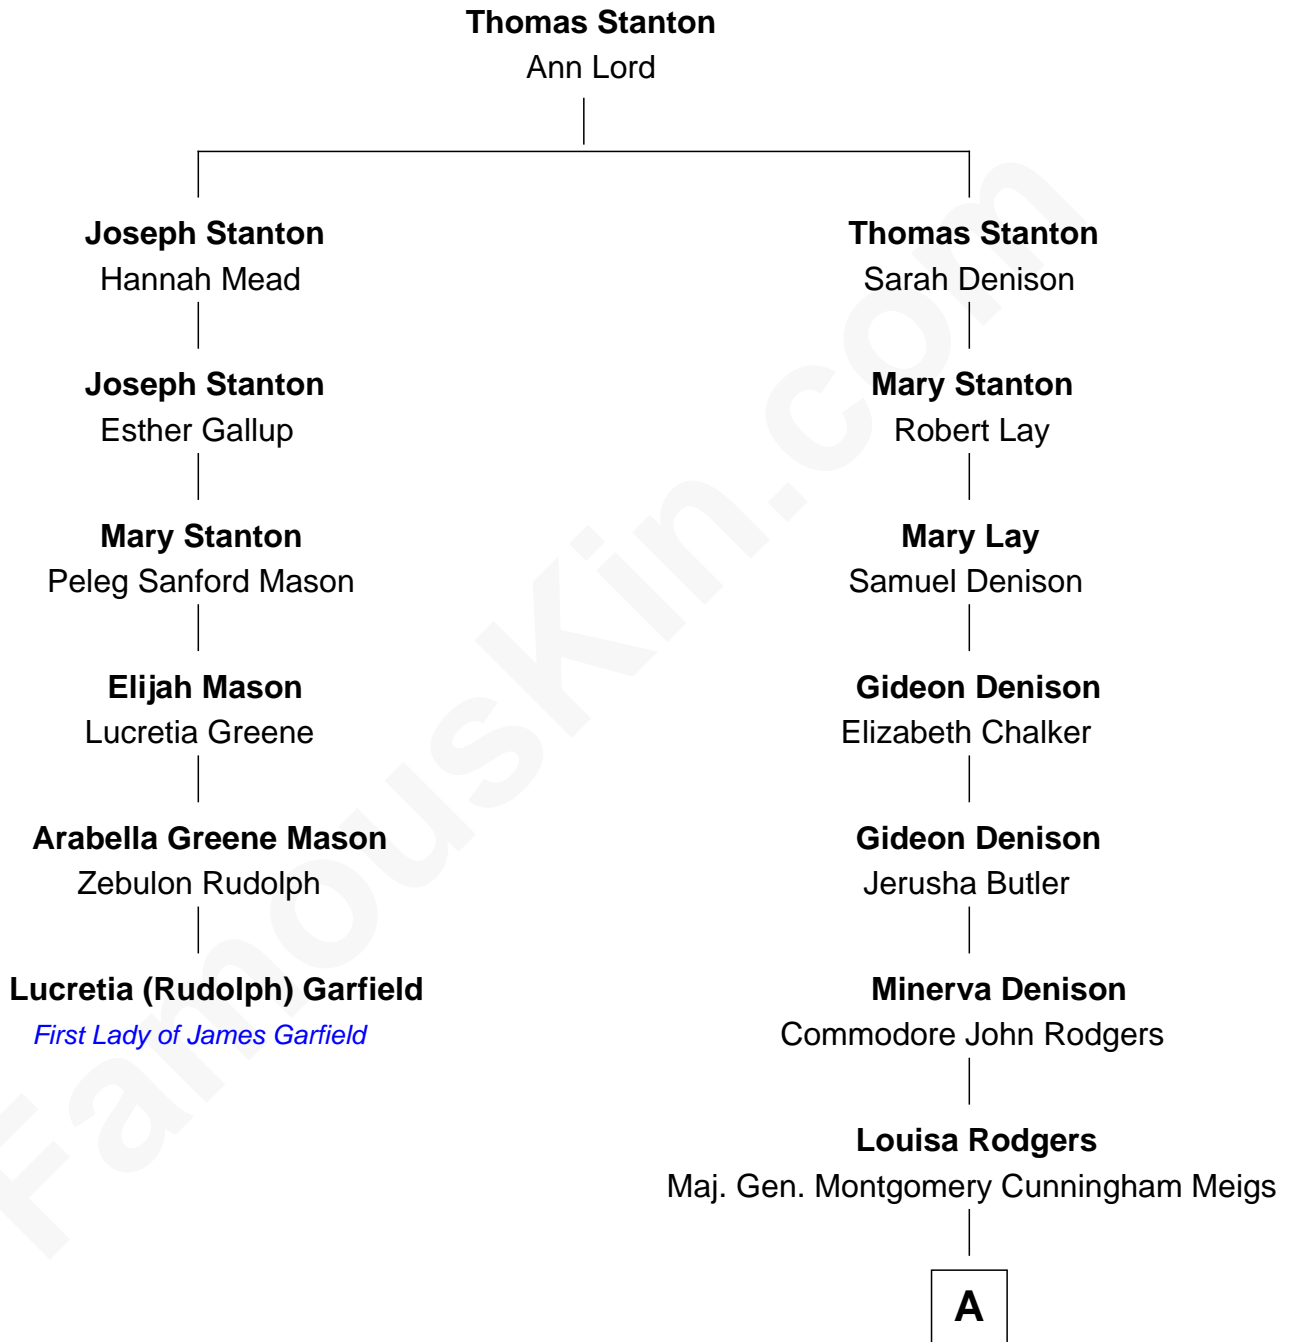 Thomas Stanton
Ann Lord
Joseph Stanton
Hannah Mead
Joseph Stanton
Esther Gallup
Mary Stanton
Peleg Sanford Mason
Elijah Mason
Lucretia Greene
Arabella Greene Mason
Zebulon Rudolph
Lucretia (Rudolph) Garfield
First Lady of James Garfield
Thomas Stanton
Sarah Denison
Mary Stanton
Robert Lay
Mary Lay
Samuel Denison
Gideon Denison
Elizabeth Chalker
Gideon Denison
Jerusha Butler
Minerva Denison
Commodore John Rodgers
Louisa Rodgers
Maj. Gen. Montgomery Cunningham Meigs
A
FamousKin.com